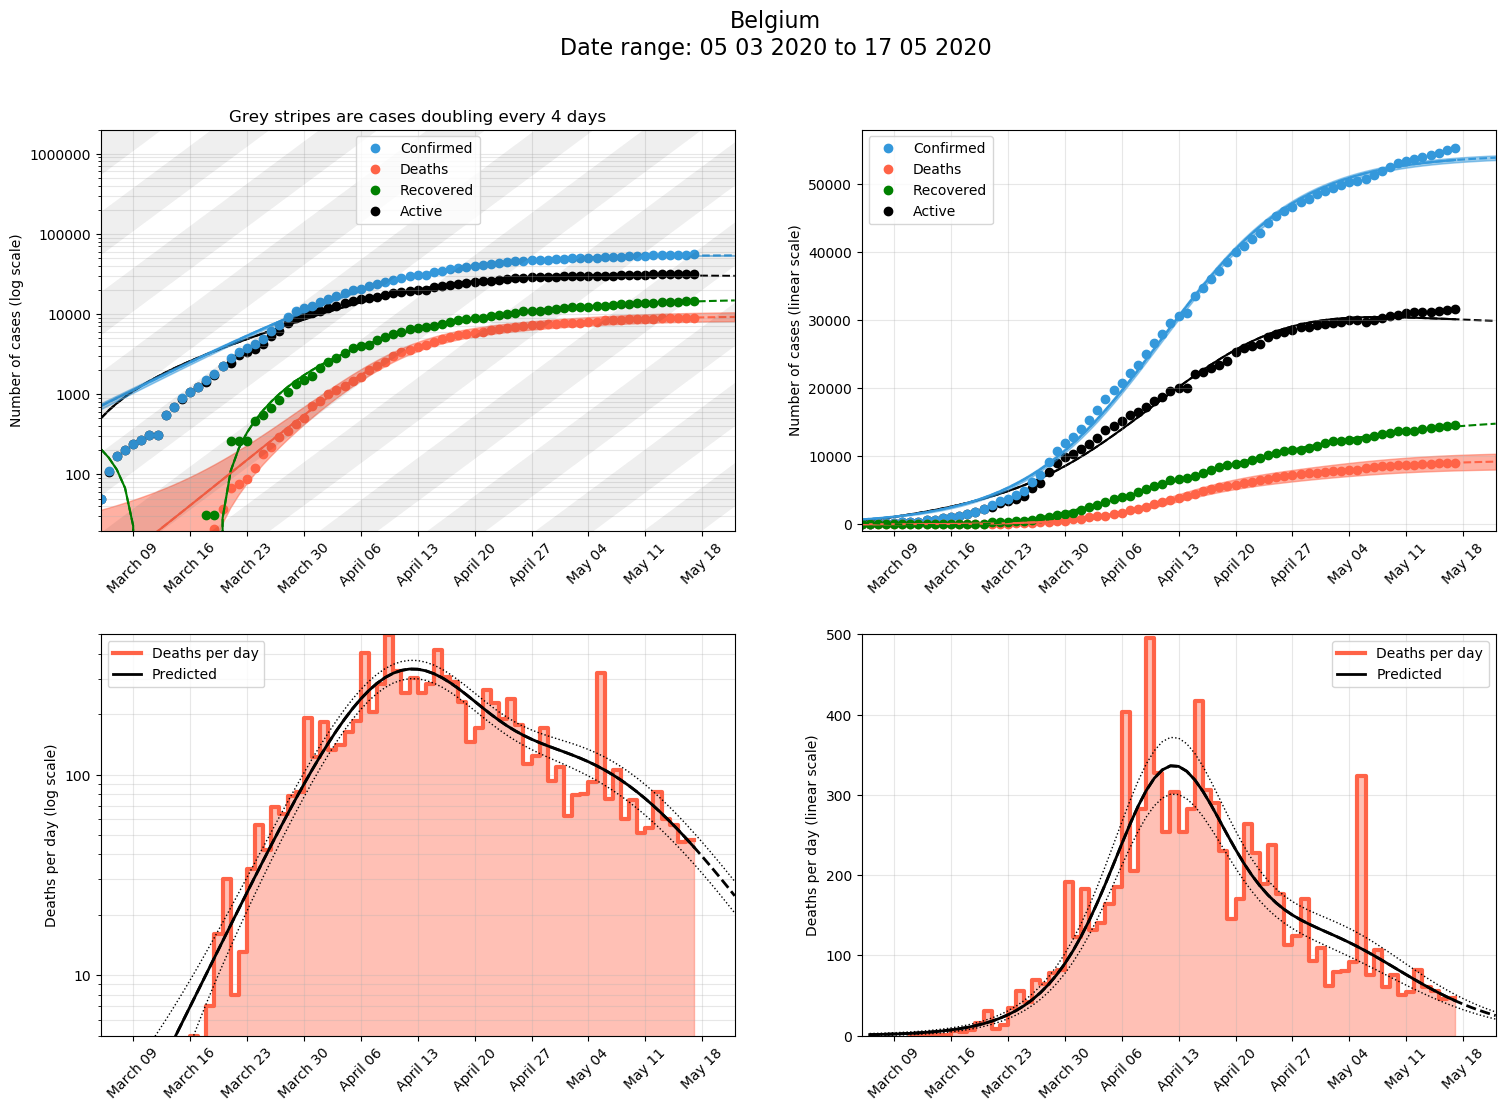 Belgium
Date range: 05 03 2020 to 17 05 2020
Grey stripes are cases doubling every 4 days
Number of cases (log scale)
1000000
100000
10000
1000
100
Confirmed
Deaths
Recovered
Active
March 09
March 16
March 23
March 30
April 06
April 13
April 20
April 27
May 04
May 11
May 18
Number of cases (linear scale)
50000
40000
30000
20000
10000
0
Confirmed
Deaths
Recovered
Active
March 09
March 16
March 23
March 30
April 06
April 13
April 20
April 27
May 04
May 11
May 18
Deaths per day (log scale)
100
10
Deaths per day
Predicted
March 09
March 16
March 23
March 30
April 06
April 13
April 20
April 27
May 04
May 11
May 18
Deaths per day (linear scale)
500
400
300
200
100
0
Deaths per day
Predicted
March 09
March 16
March 23
March 30
April 06
April 13
April 20
April 27
May 04
May 11
May 18